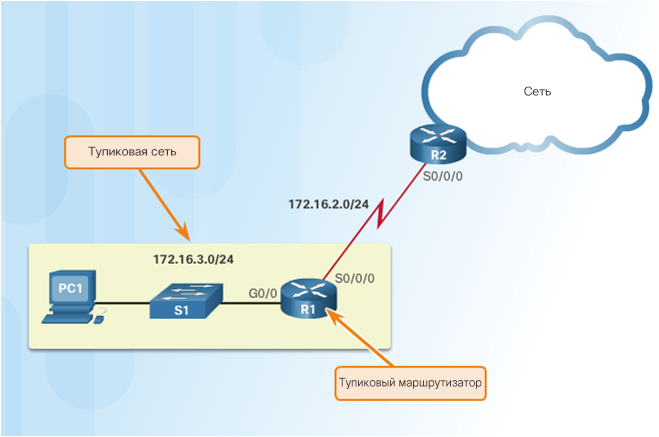 Сеть
R2
S0/0/0
Тупиковая сеть
172.16.2.0/24
172.16.3.0/24
S0/0/0
PC1
G0/0
S1
R1
Тупиковый маршрутизатор